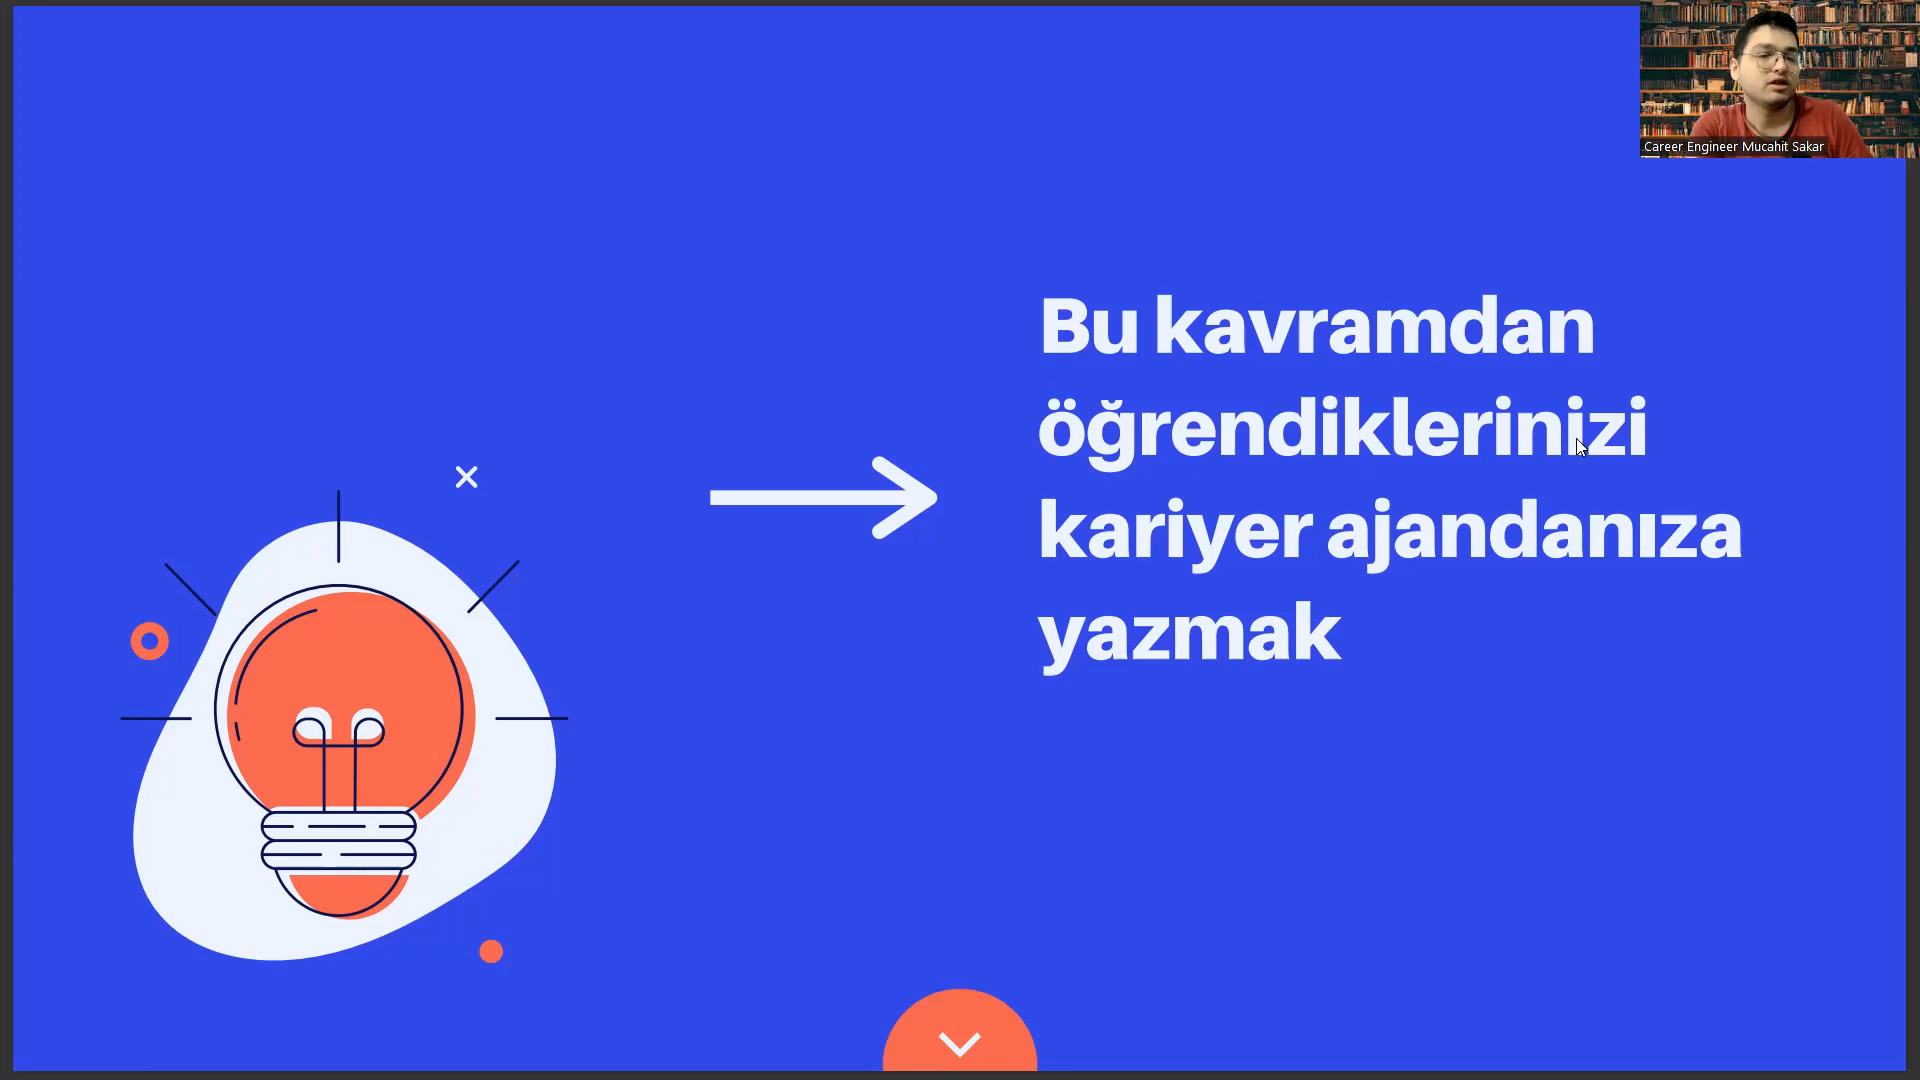 Career Engineer Mucahit Sakar
Bu kavramdan
öğrendiklerinizi
kariyer ajandanıza
yazmak